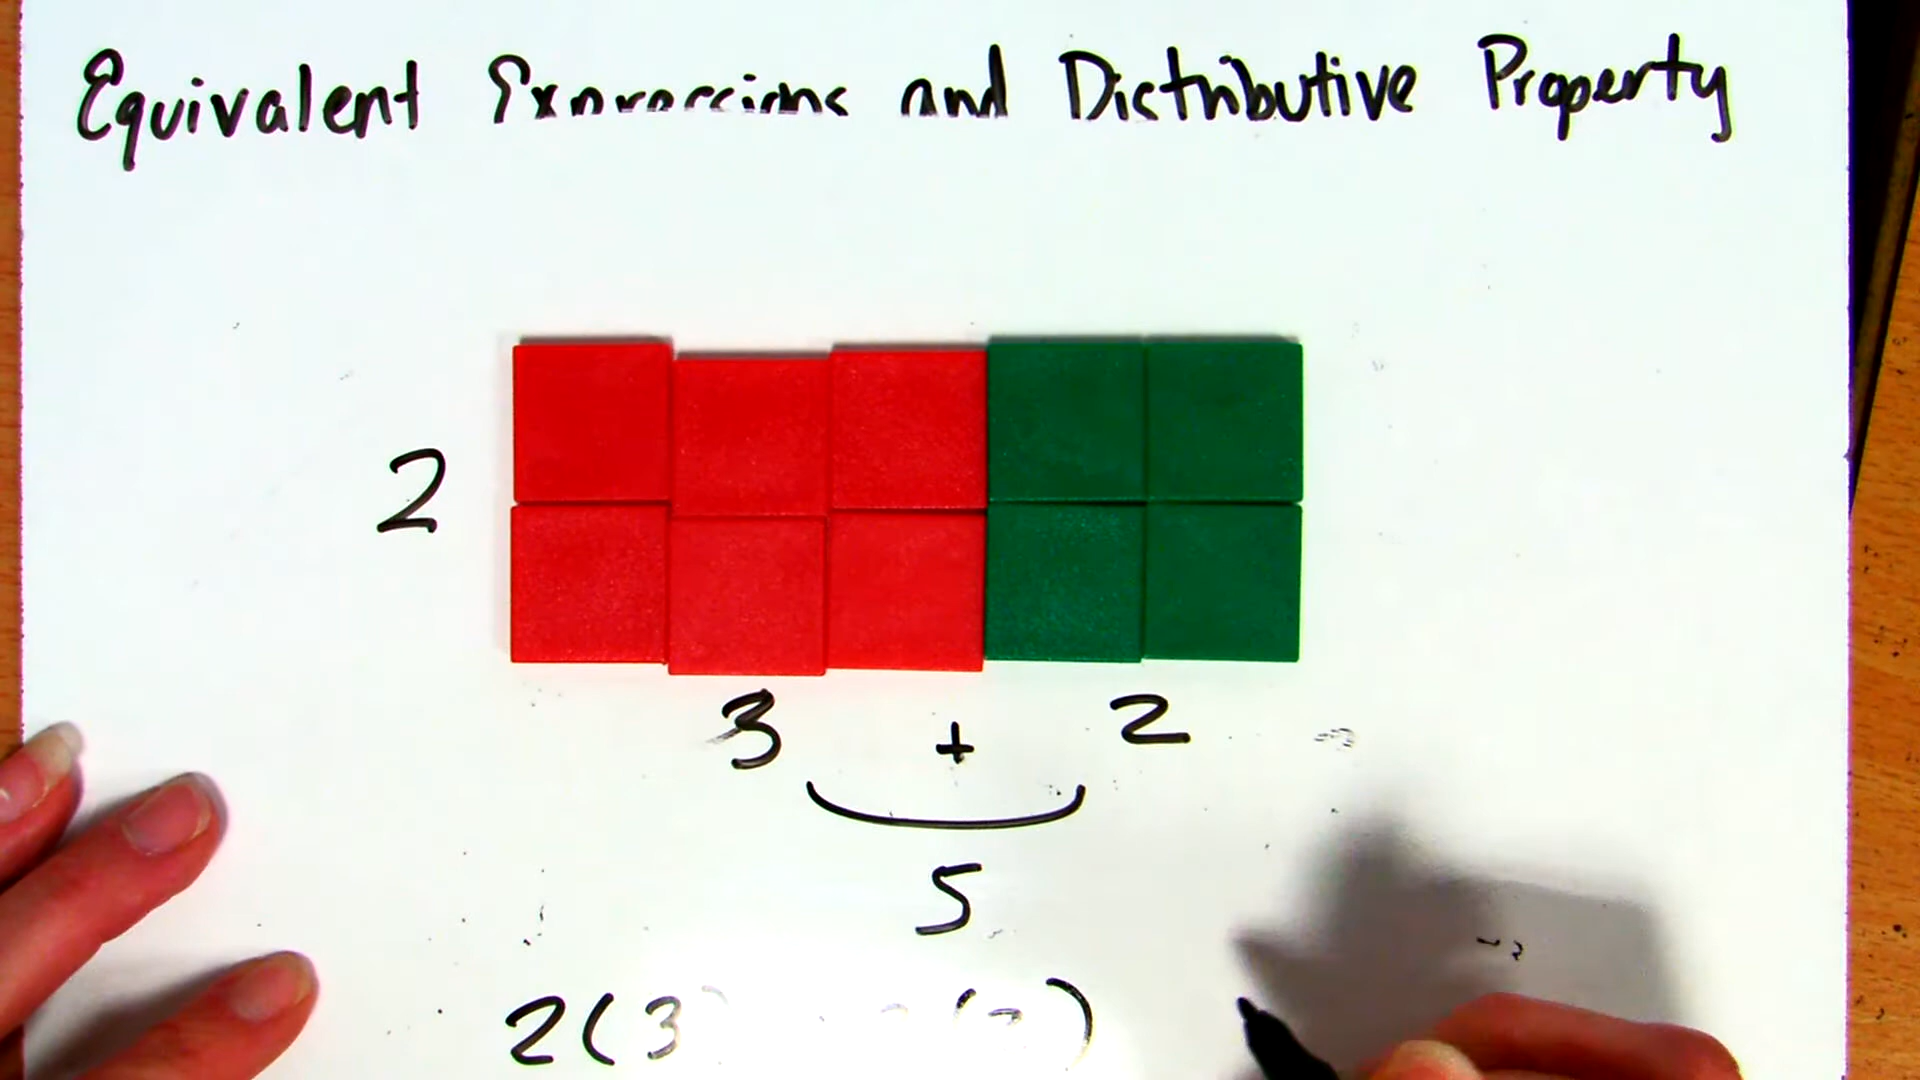 Equivalent Expressions and Distributive Property
2
3 + 2
5
2(3
)